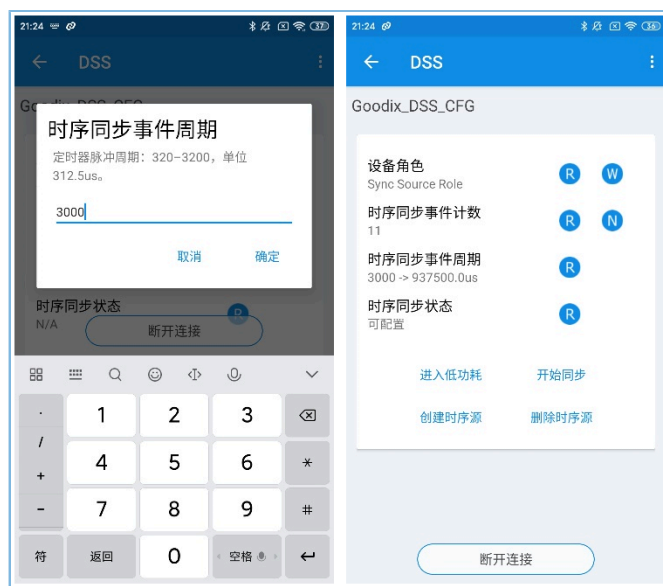 21:24
37
DSS
Goodix_DSS_CFG
时序同步事件周期
定时器脉冲周期：320-3200，单位
312.5us。
3000
取消
确定
时序同步状态
R
N/A
断开连接
1
2
3
/
+
4
5
6
*
-
7
8
9
#
符
返回
0
空格
21:24
36
DSS
Goodix_DSS_CFG
设备角色
Sync Source Role
R
W
时序同步事件计数
11
R
N
时序同步事件周期
3000 -> 937500.0us
R
时序同步状态
可配置
R
进入低功耗
开始同步
创建时序源
删除时序源
断开连接